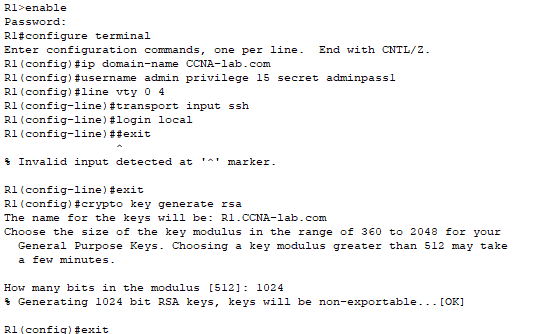 R1>enable
Password:
R1#configure terminal
Enter configuration commands, one per line.  End with CNTL/Z.
R1(config)#ip domain-name CCNA-lab.com
R1(config)#username admin privilege 15 secret adminpass1
R1(config)#line vty 0 4
R1(config-line)#transport input ssh
R1(config-line)#login local
R1(config-line)##exit
^
% Invalid input detected at '^' marker.
R1(config-line)#exit
R1(config)#crypto key generate rsa
The name for the keys will be: R1.CCNA-lab.com
Choose the size of the key modulus in the range of 360 to 2048 for your
General Purpose Keys. Choosing a key modulus greater than 512 may take
a few minutes.
How many bits in the modulus [512]: 1024
% Generating 1024 bit RSA keys, keys will be non-exportable...[OK]
R1(config)#exit